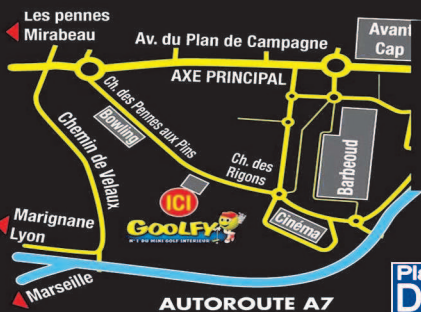 Les pennes
Mirabeau
Av. du Plan de Campagne
Avant
Cap
AXE PRINCIPAL
Ch. des Pennes aux Pins
Bowling
Chemin de Velaux
Ch. des
Rigons
Barbeoud
ICI
GOOLFY
N°1 DU MINI GOLF INTERIEUR
Cinéma
Marignane
Lyon
Marseille
AUTOROUTE A7
Pla
D